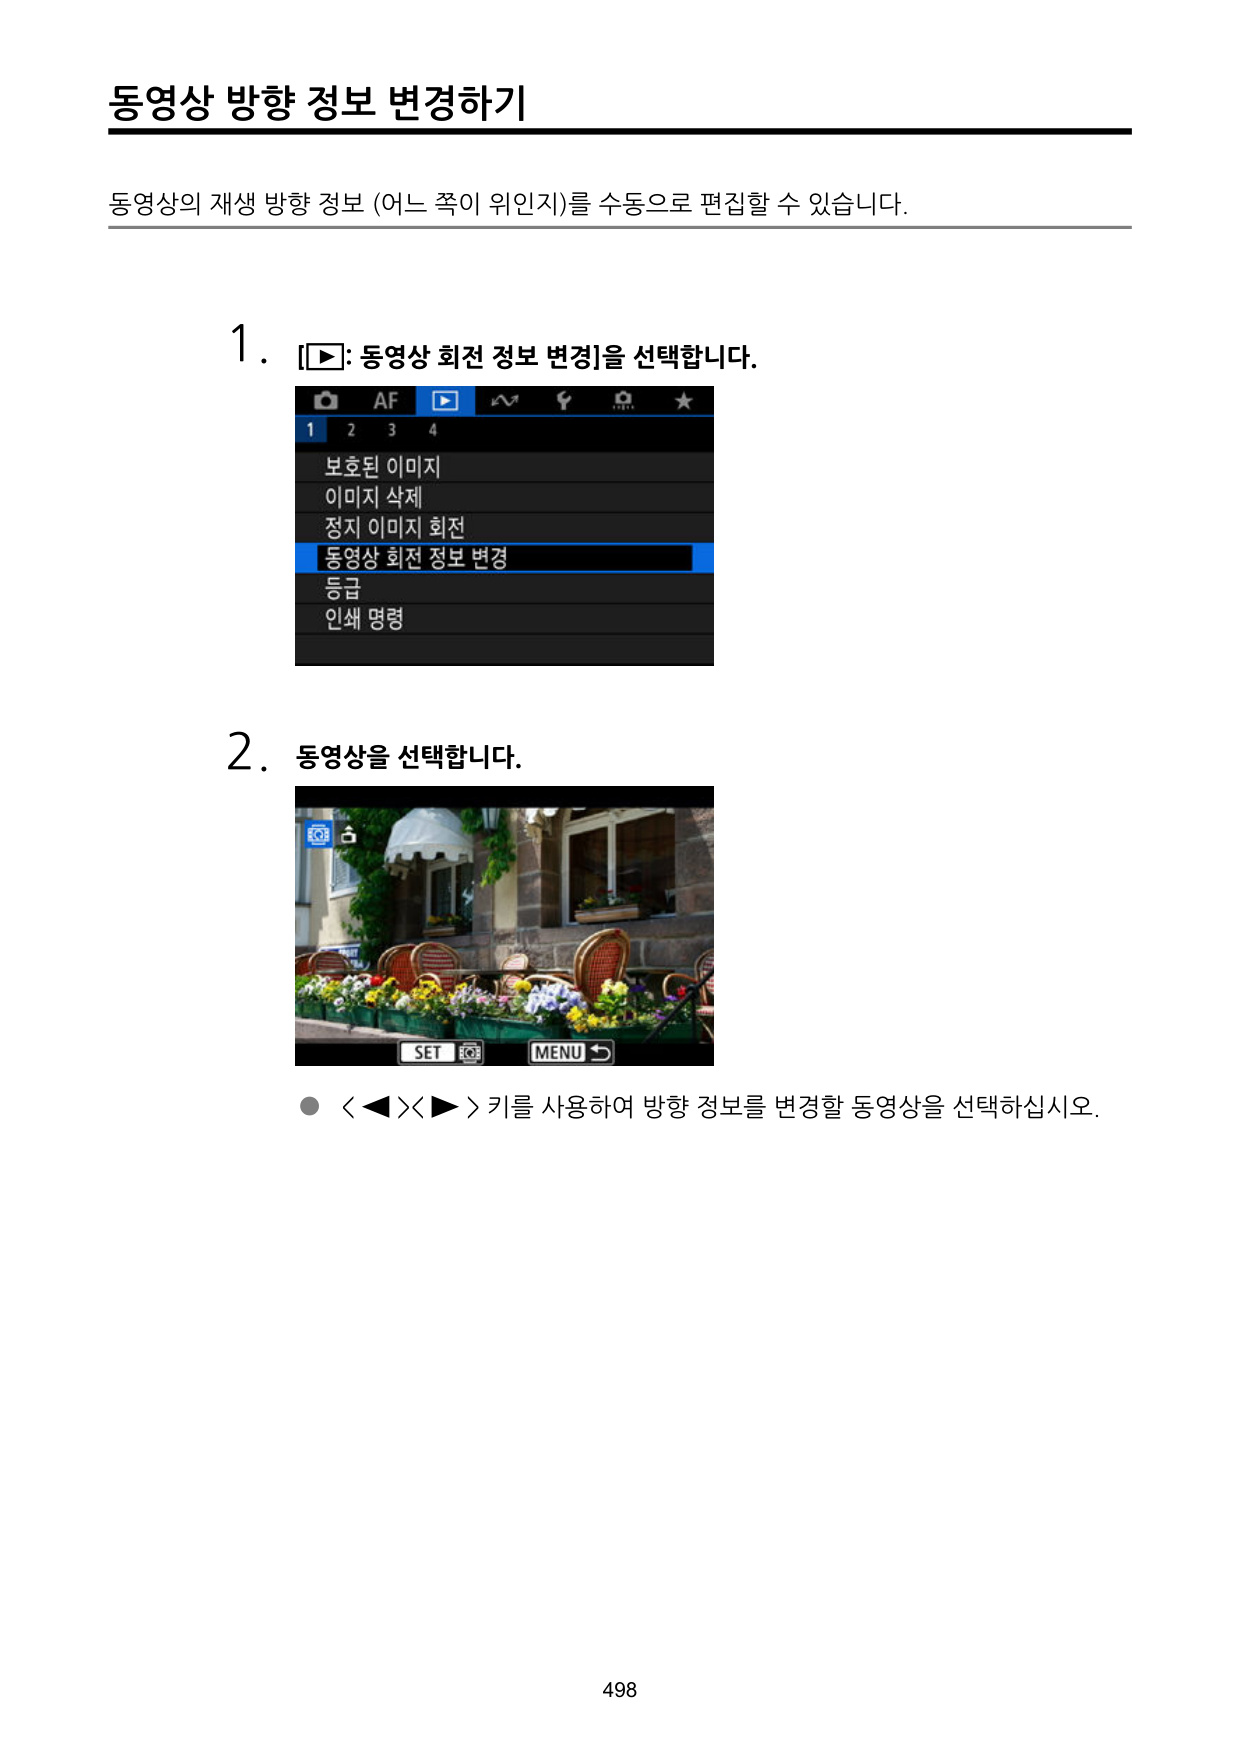 동영상 방향 정보 변경하기
동영상의 재생 방향 정보 (어느 쪽이 위인지)를 수동으로 편집할 수 있습니다.
1. [▶: 동영상 회전 정보 변경]을 선택합니다.
AF
1 2 3 4
보호된 이미지
이미지 삭제
정지 이미지 회전
동영상 회전 정보 변경
등급
인쇄 명령
2. 동영상을 선택합니다.
SET MENU
● <◀><▶> 키를 사용하여 방향 정보를 변경할 동영상을 선택하십시오.
498